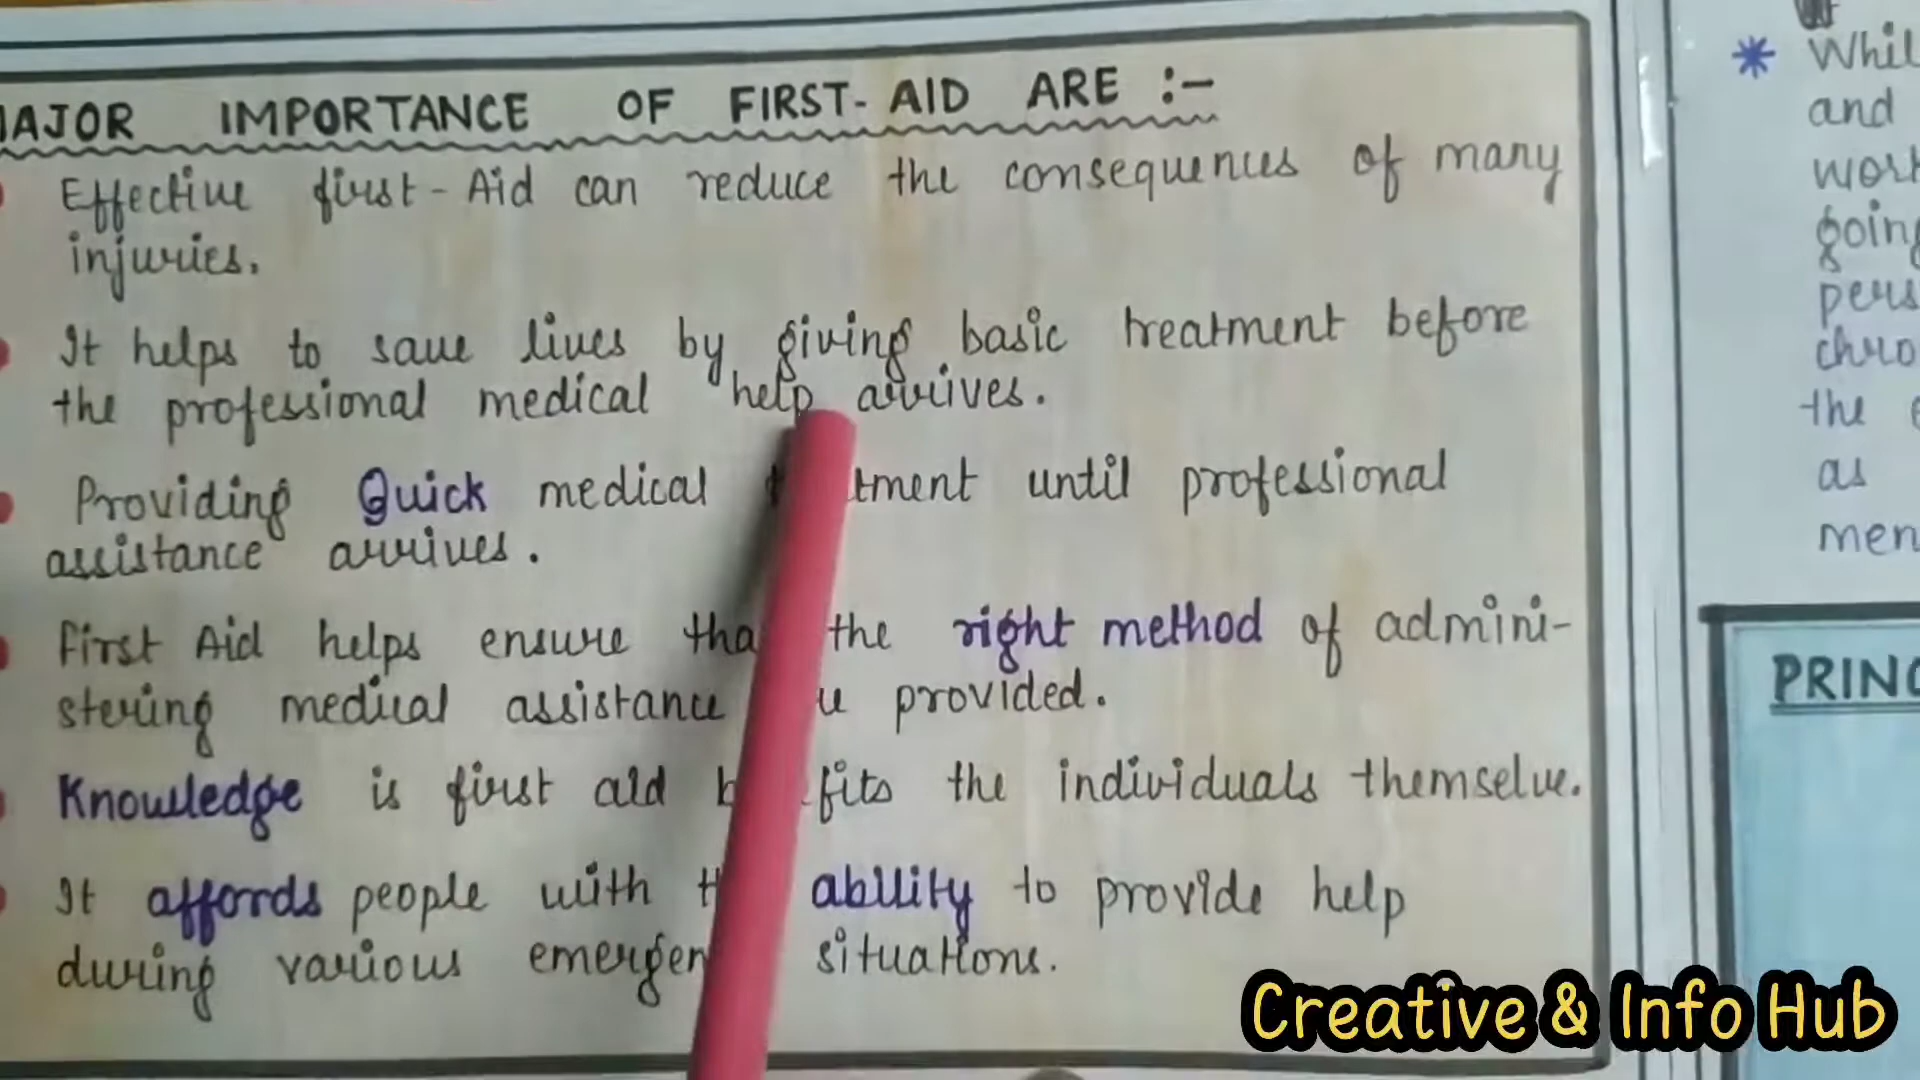 MAJOR IMPORTANCE OF FIRST-AID ARE :-
Effective first-Aid can reduce the consequences of many
injuries.
It helps to save lives by giving basic treatment before
the professional medical help arrives.
Providing Quick medical tment until professional
assistance arrives.
First Aid helps ensure tha the right method of admini-
stering medical assistance provided.
Knowledge is first aid b fits the individuals themselve.
It affords people with th ability to provide help
during various emergen situations.
Whil
and
work
going
pers
chro
the
as
men
PRINC
Creative & Info Hub